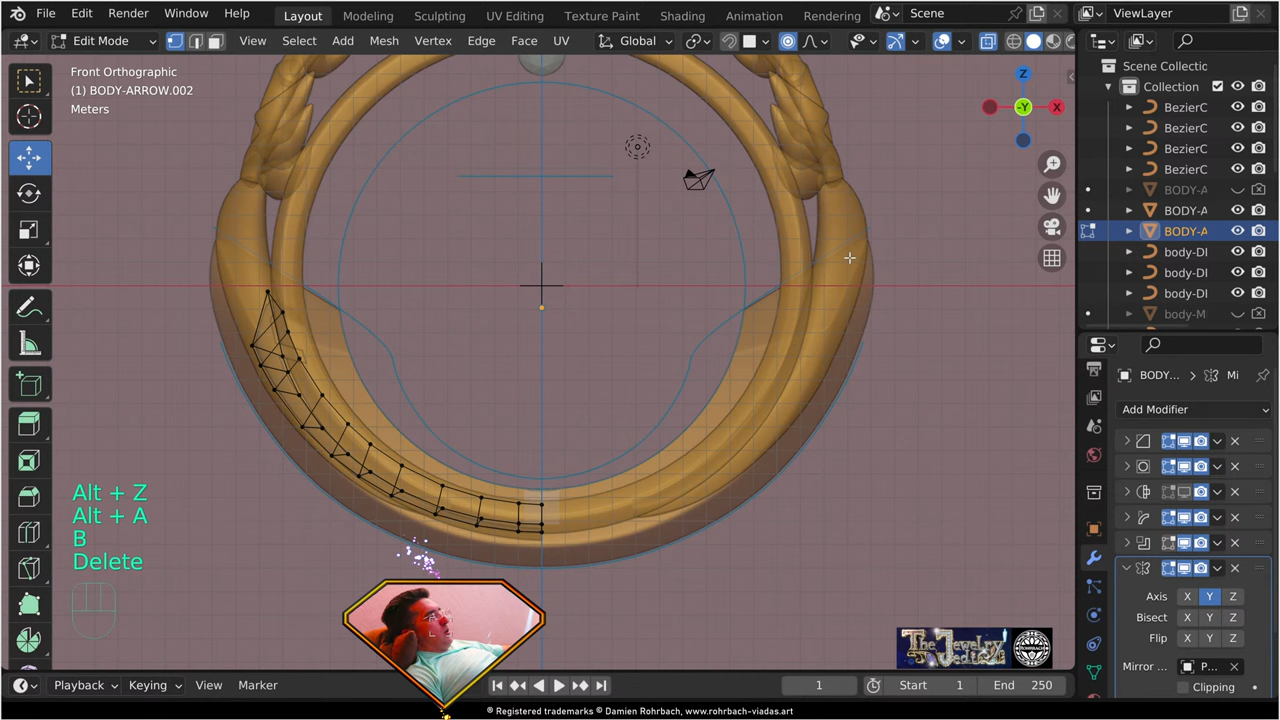 File Edit Render Window Help Layout Modeling Sculpting UV Editing Texture Paint Shading Animation Rendering Scene ViewLayer
Edit Mode View Select Add Mesh Vertex Edge Face UV Global
Front Orthographic
(1) BODY-ARROW.002
Meters
Z
-Y
X
Scene Collectic
Collection
BezierC
BezierC
BezierC
BezierC
BODY-A
BODY-A
BODY-A
body-DI
body-DI
body-DI
body-M
BODY... Mi
Add Modifier
Axis X Y Z
Bisect X Y Z
Flip X Y Z
Mirror ... P...
Clipping
Alt + Z
Alt + A
B
Delete
The Jewelry Jedi
ROHRBACH
Playback Keying View Marker 1 Start 1 End 250
® Registered trademarks © Damien Rohrbach, www.rohrbach-viadas.art